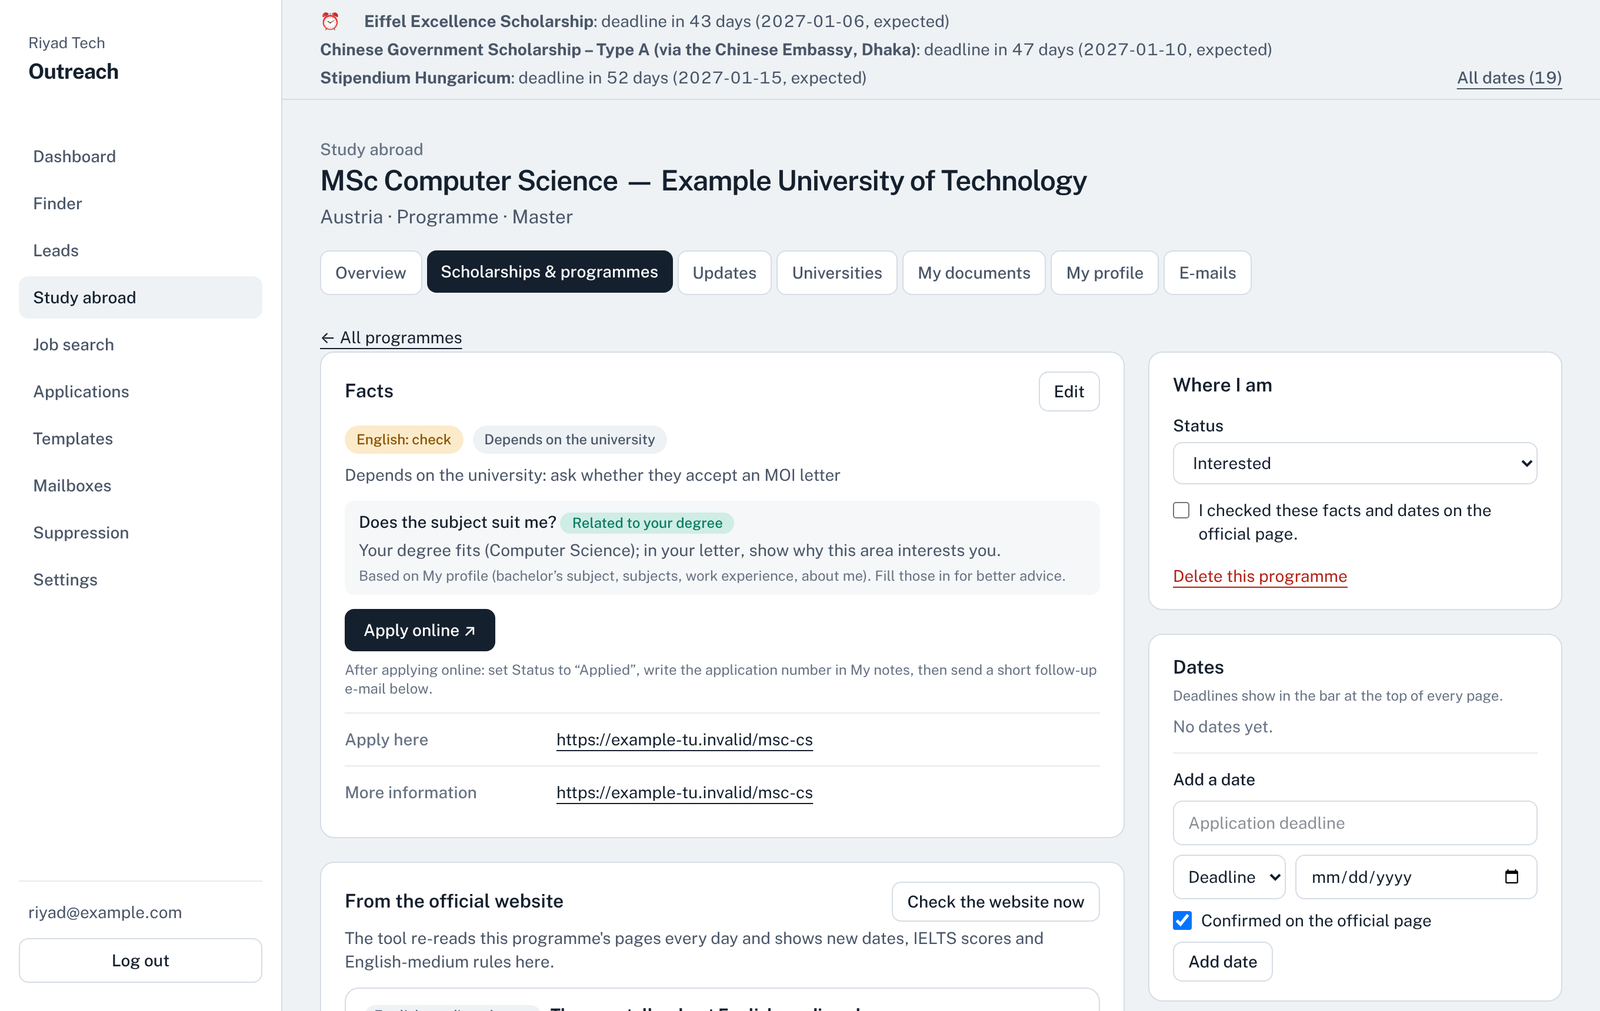 Riyad Tech
Outreach
Dashboard
Finder
Leads
Study abroad
Job search
Applications
Templates
Mailboxes
Suppression
Settings
riyad@example.com
Log out
Eiffel Excellence Scholarship: deadline in 43 days (2027-01-06, expected)
Chinese Government Scholarship – Type A (via the Chinese Embassy, Dhaka): deadline in 47 days (2027-01-10, expected)
Stipendium Hungaricum: deadline in 52 days (2027-01-15, expected)
All dates (19)
Study abroad
MSc Computer Science — Example University of Technology
Austria · Programme · Master
Overview
Scholarships & programmes
Updates
Universities
My documents
My profile
E-mails
← All programmes
Facts
Edit
English: check
Depends on the university
Depends on the university: ask whether they accept an MOI letter
Does the subject suit me? Related to your degree
Your degree fits (Computer Science); in your letter, show why this area interests you.
Based on My profile (bachelor’s subject, subjects, work experience, about me). Fill those in for better advice.
Apply online ↗
After applying online: set Status to “Applied”, write the application number in My notes, then send a short follow-up
e-mail below.
Apply here https://example-tu.invalid/msc-cs
More information https://example-tu.invalid/msc-cs
From the official website
Check the website now
The tool re-reads this programme's pages every day and shows new dates, IELTS scores and
English-medium rules here.
Where I am
Status
Interested
I checked these facts and dates on the
official page.
Delete this programme
Dates
Deadlines show in the bar at the top of every page.
No dates yet.
Add a date
Application deadline
Deadline
mm/dd/yyyy
Confirmed on the official page
Add date